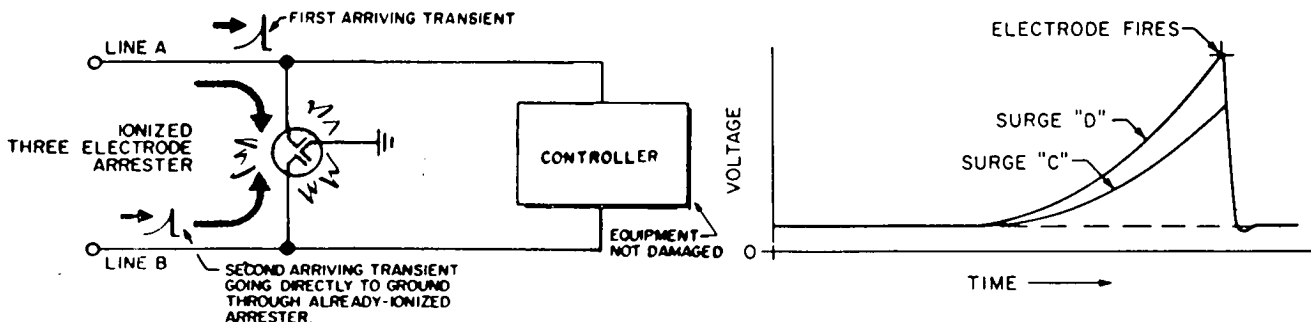 FIRST ARRIVING TRANSIENT
LINE A
IONIZED
THREE ELECTRODE
ARRESTER
CONTROLLER
EQUIPMENT
NOT DAMAGED
LINE B
SECOND ARRIVING TRANSIENT
GOING DIRECTLY TO GROUND
THROUGH ALREADY-IONIZED
ARRESTER.
ELECTRODE FIRES
SURGE "D"
SURGE "C"
VOLTAGE
0
TIME